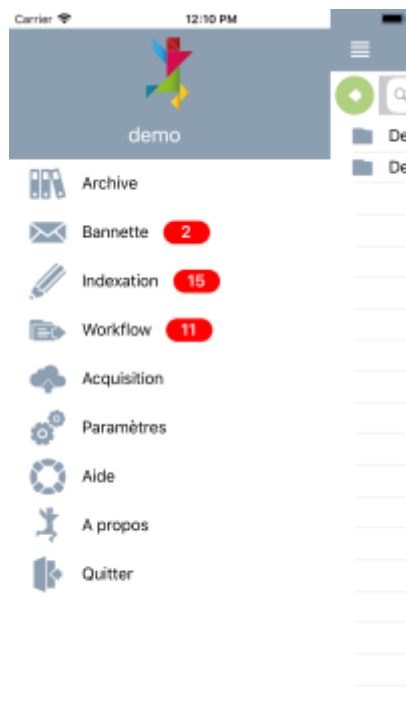 Carrier 12:10 PM
demo
De
De
Archive
Bannette 2
Indexation 15
Workflow 11
Acquisition
Paramètres
Aide
A propos
Quitter